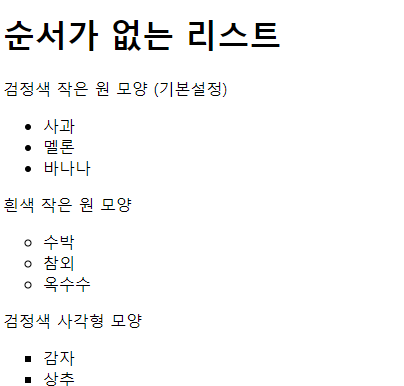 순서가 없는 리스트
검정색 작은 원 모양 (기본설정)
사과
멜론
바나나
흰색 작은 원 모양
수박
참외
옥수수
검정색 사각형 모양
감자
상추